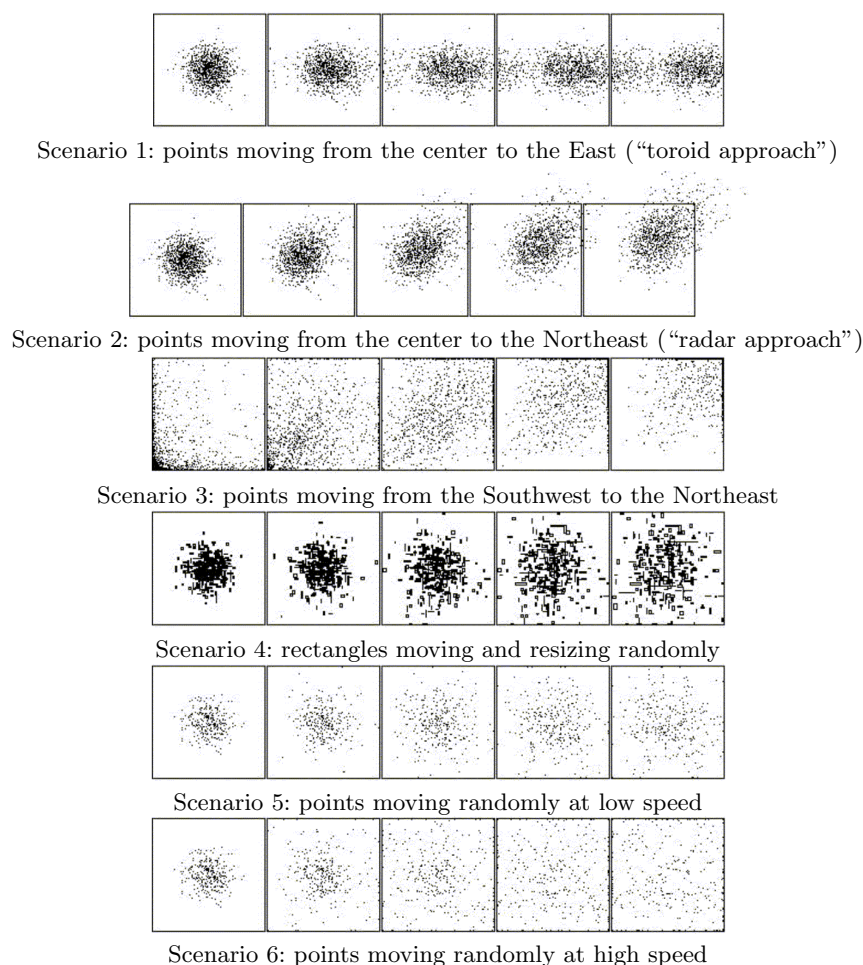 Scenario 1: points moving from the center to the East (“toroid approach”)
Scenario 2: points moving from the center to the Northeast (“radar approach”)
Scenario 3: points moving from the Southwest to the Northeast
Scenario 4: rectangles moving and resizing randomly
Scenario 5: points moving randomly at low speed
Scenario 6: points moving randomly at high speed